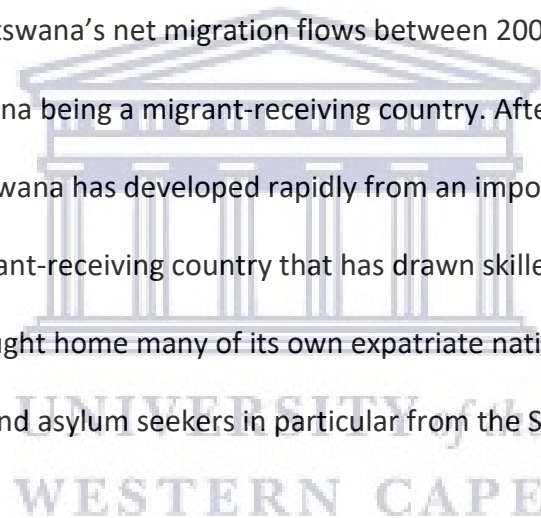 tswana's net migration flows between 200
na being a migrant-receiving country. Afte
swana has developed rapidly from an impo
ant-receiving country that has drawn skille
ught home many of its own expatriate nati
nd asylum seekers in particular from the S
UNIVERSITY of the
WESTERN CAPE